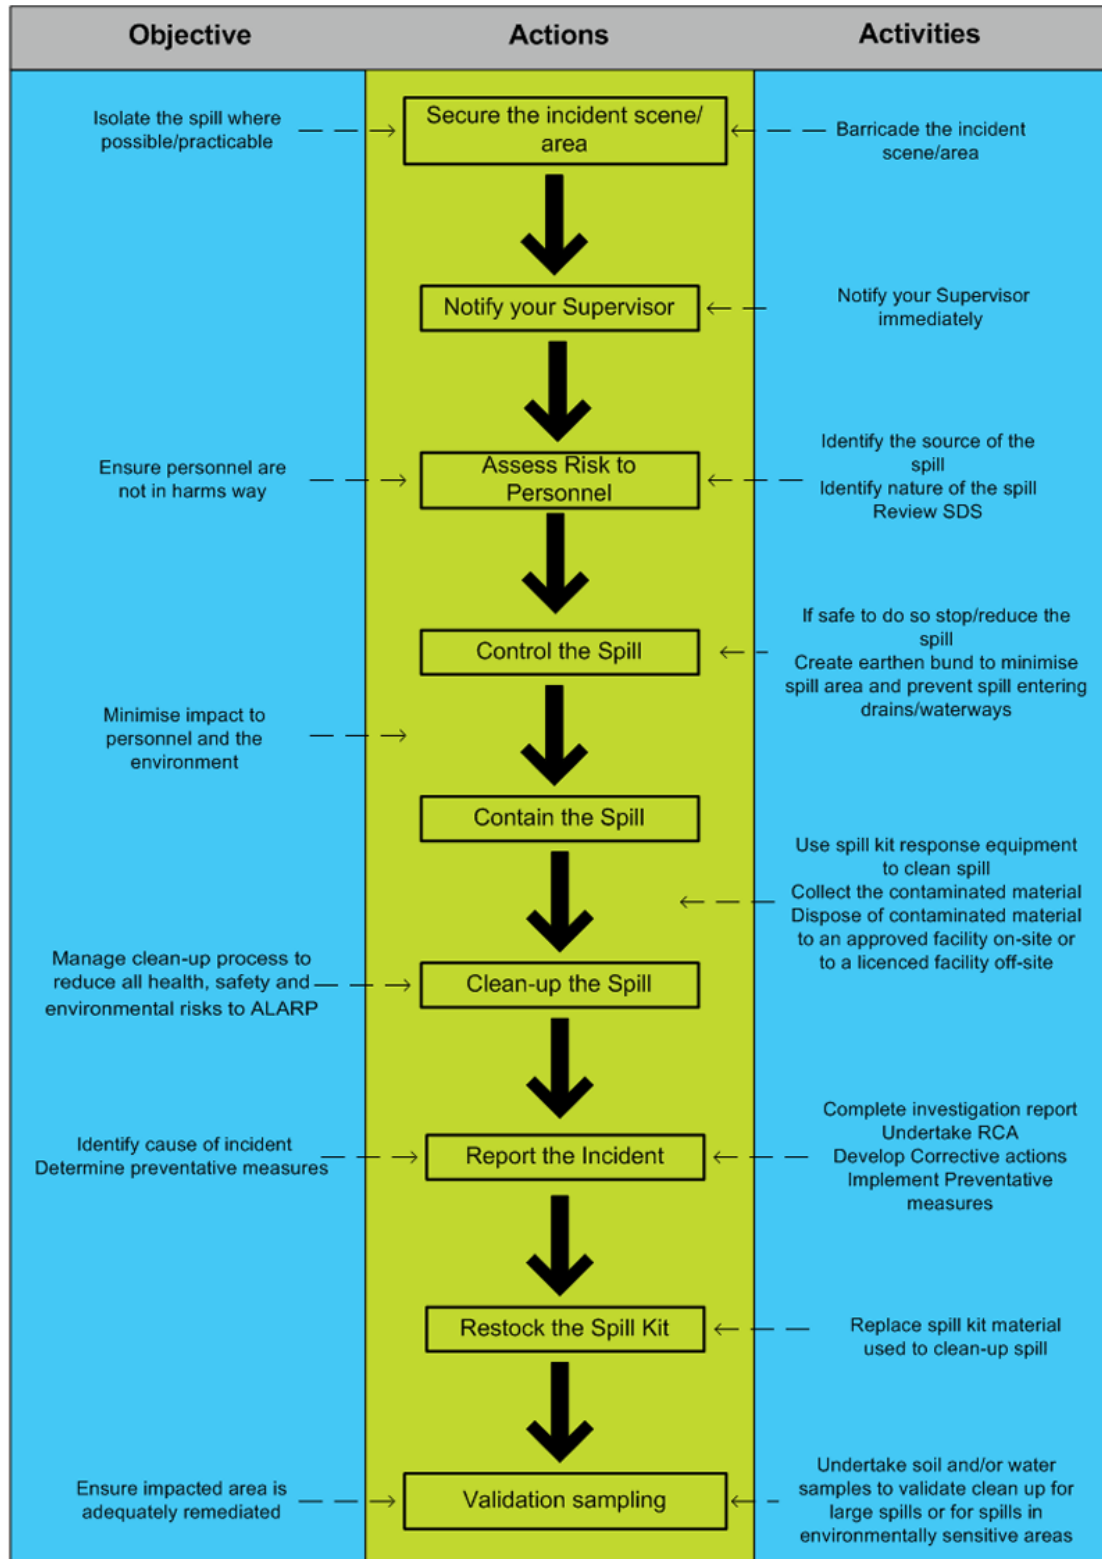 Objective
Actions
Activities
Isolate the spill where
possible/practicable
Secure the incident scene/
area
Barricade the incident
scene/area
Notify your Supervisor
Notify your Supervisor
immediately
Ensure personnel are
not in harms way
Assess Risk to
Personnel
Identify the source of the
spill
Identify nature of the spill
Review SDS
Control the Spill
If safe to do so stop/reduce the
spill
Create earthen bund to minimise
spill area and prevent spill entering
drains/waterways
Minimise impact to
personnel and the
environment
Contain the Spill
Use spill kit response equipment
to clean spill
Collect the contaminated material
Dispose of contaminated material
to an approved facility on-site or
to a licenced facility off-site
Manage clean-up process to
reduce all health, safety and
environmental risks to ALARP
Clean-up the Spill
Identify cause of incident
Determine preventative measures
Report the Incident
Complete investigation report
Undertake RCA
Develop Corrective actions
Implement Preventative
measures
Restock the Spill Kit
Replace spill kit material
used to clean-up spill
Ensure impacted area is
adequately remediated
Validation sampling
Undertake soil and/or water
samples to validate clean up for
large spills or for spills in
environmentally sensitive areas